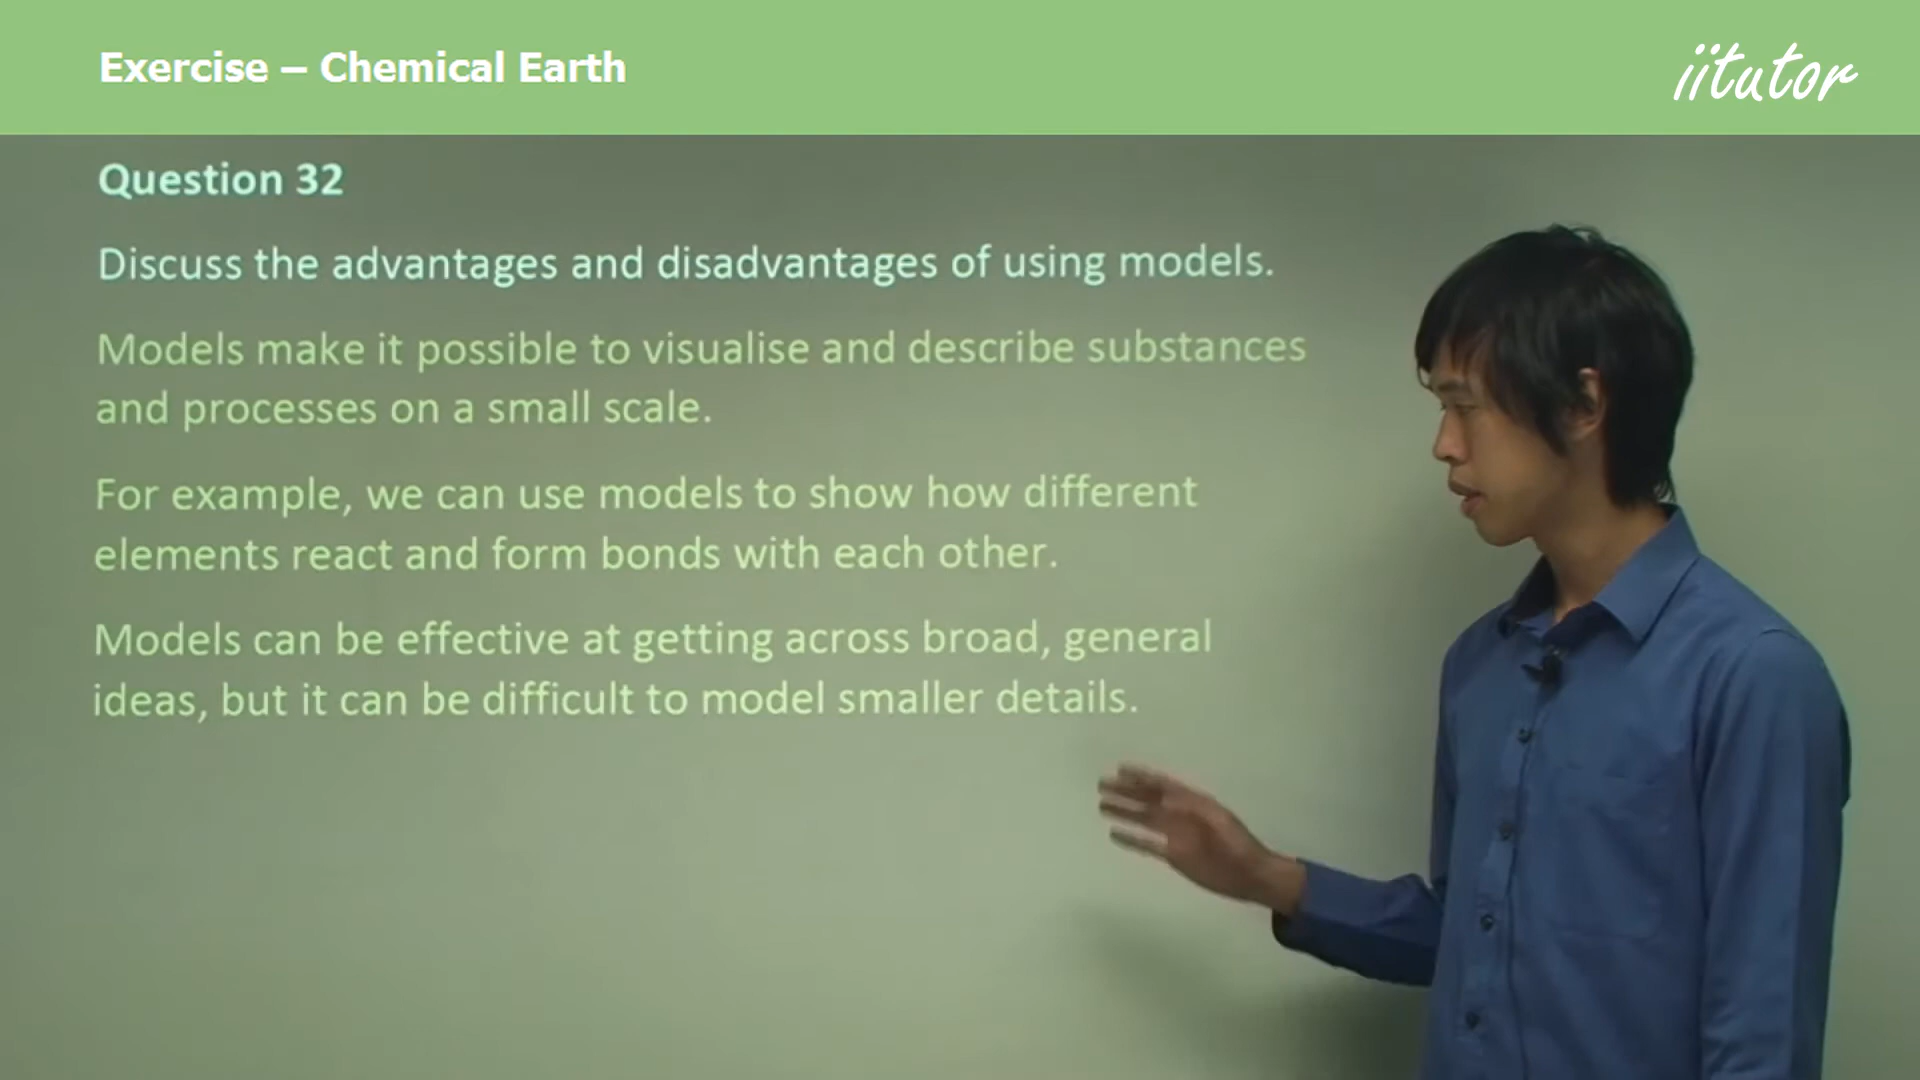 Exercise – Chemical Earth
iitutor
Question 32
Discuss the advantages and disadvantages of using models.
Models make it possible to visualise and describe substances
and processes on a small scale.
For example, we can use models to show how different
elements react and form bonds with each other.
Models can be effective at getting across broad, general
ideas, but it can be difficult to model smaller details.